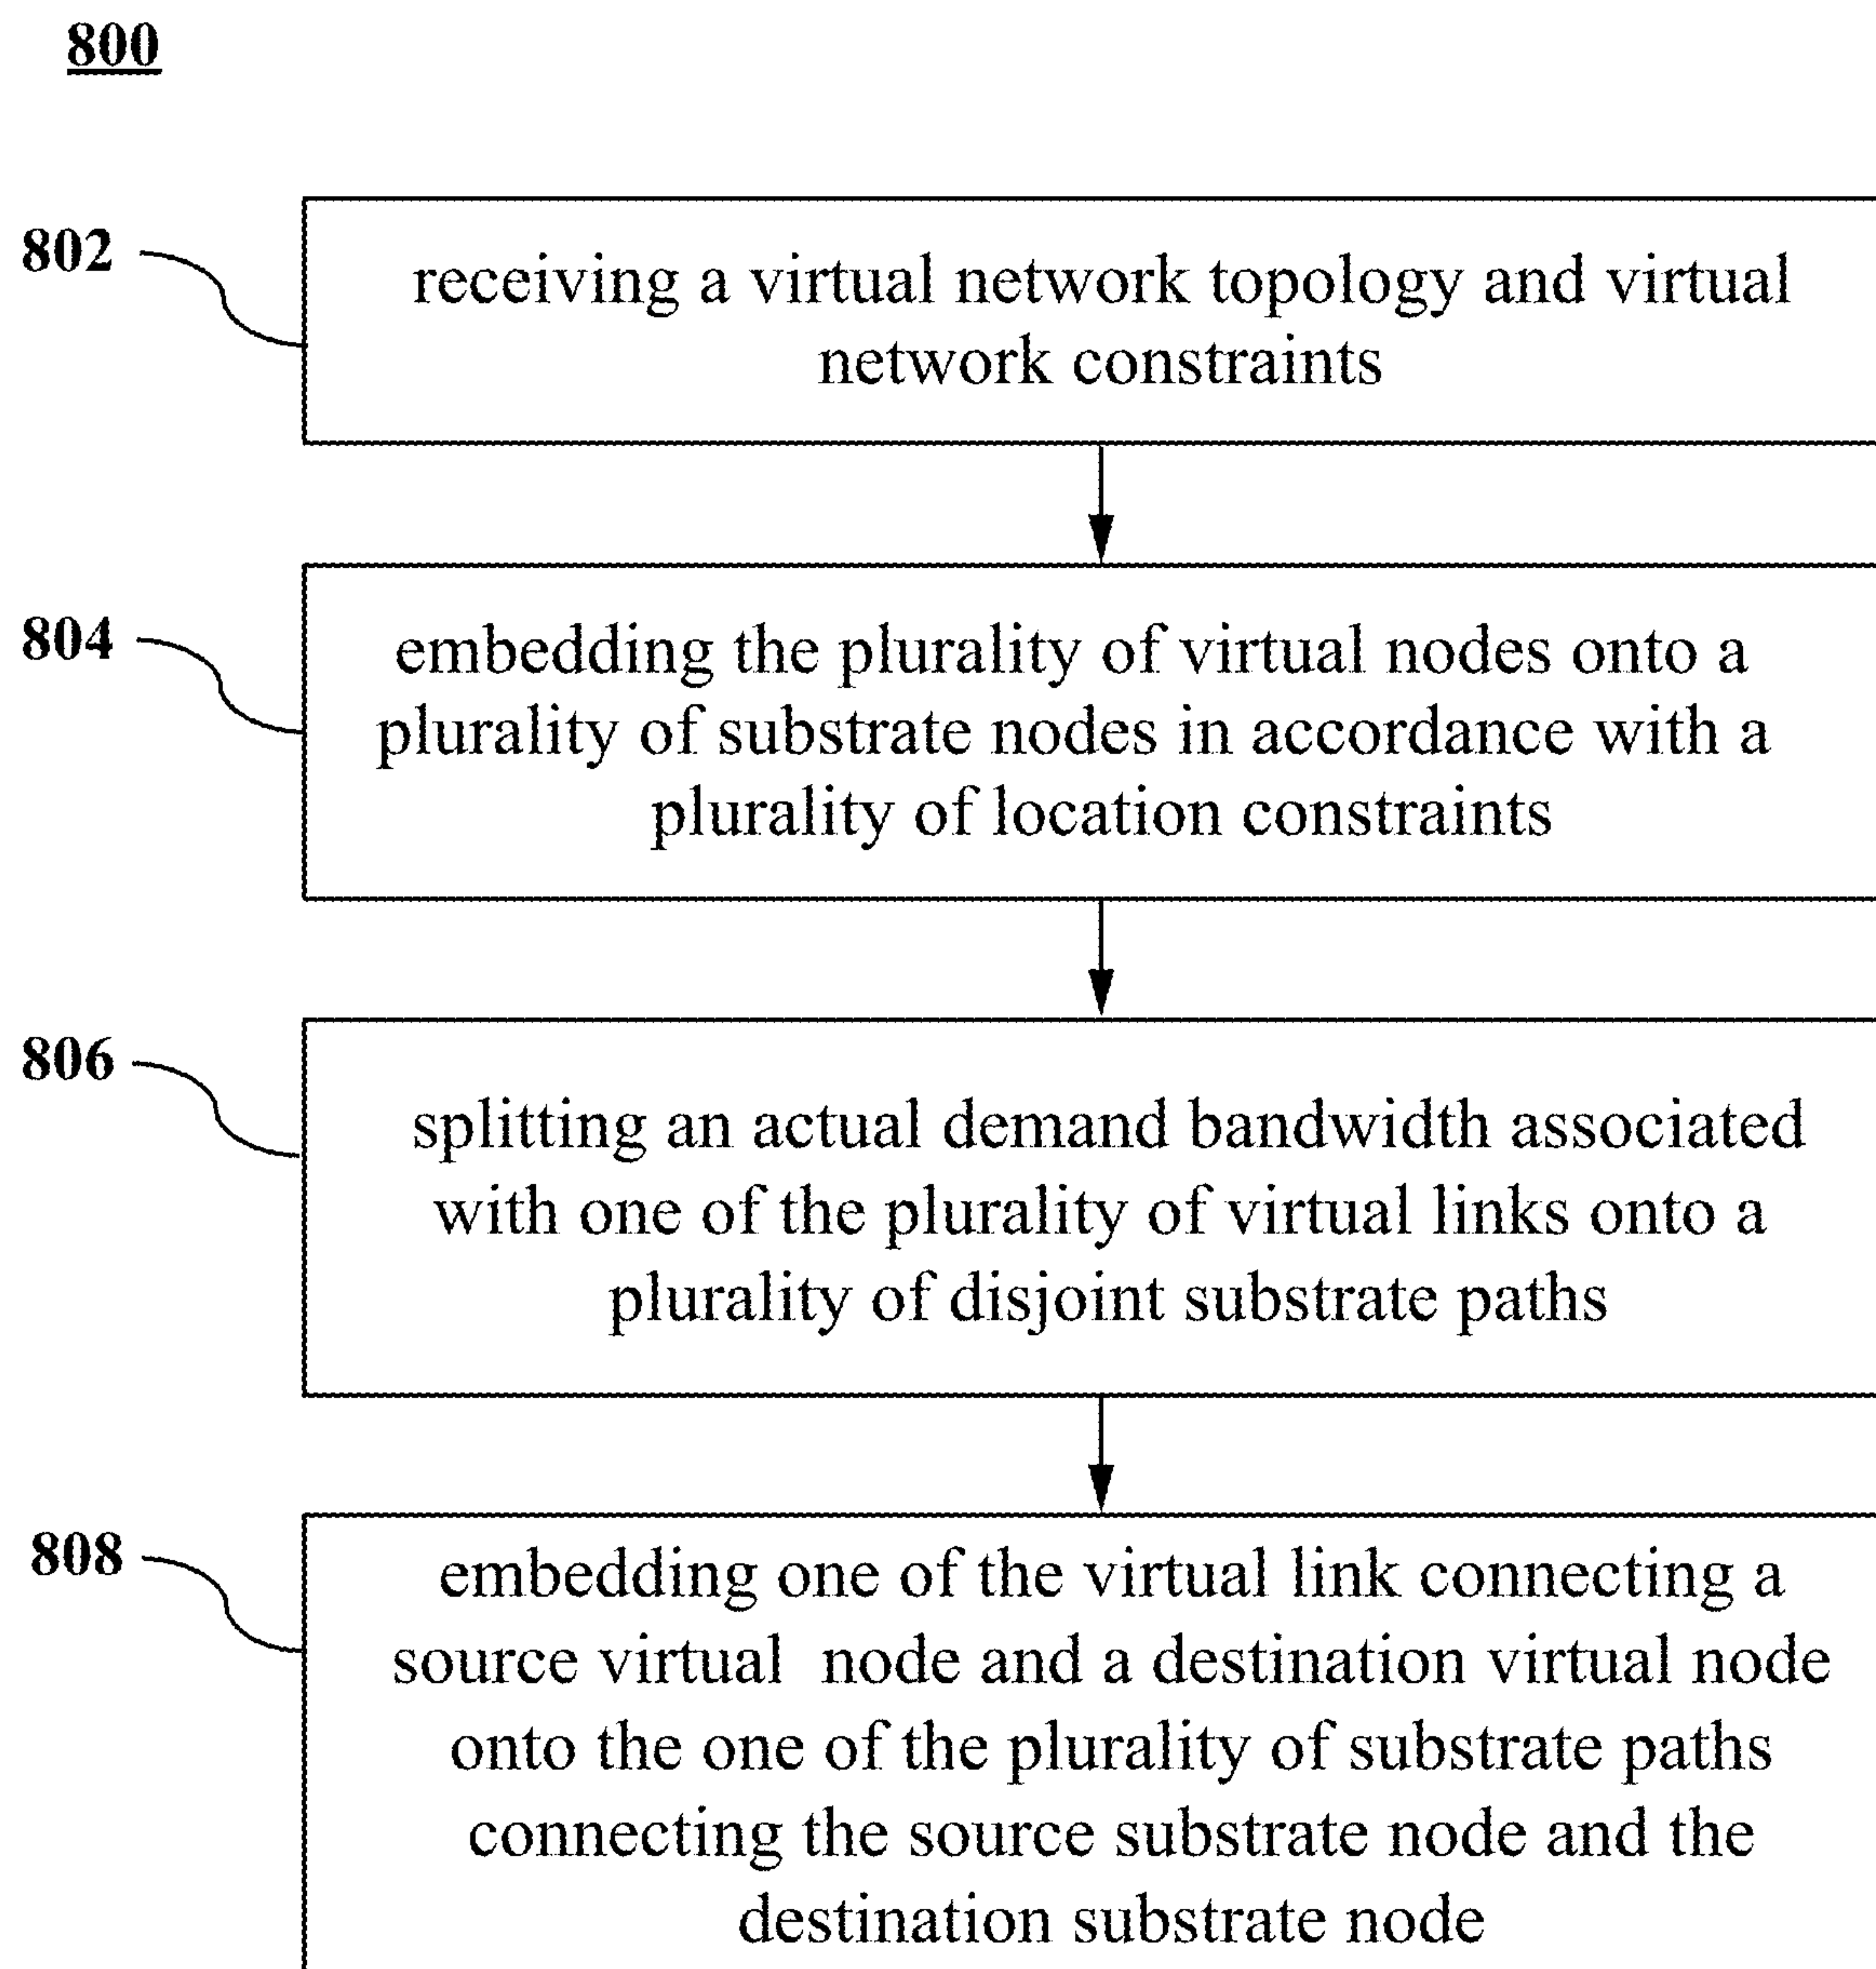 800
802
receiving a virtual network topology and virtual
network constraints
804
embedding the plurality of virtual nodes onto a
plurality of substrate nodes in accordance with a
plurality of location constraints
806
splitting an actual demand bandwidth associated
with one of the plurality of virtual links onto a
plurality of disjoint substrate paths
808
embedding one of the virtual link connecting a
source virtual  node and a destination virtual node
onto the one of the plurality of substrate paths
connecting the source substrate node and the
destination substrate node